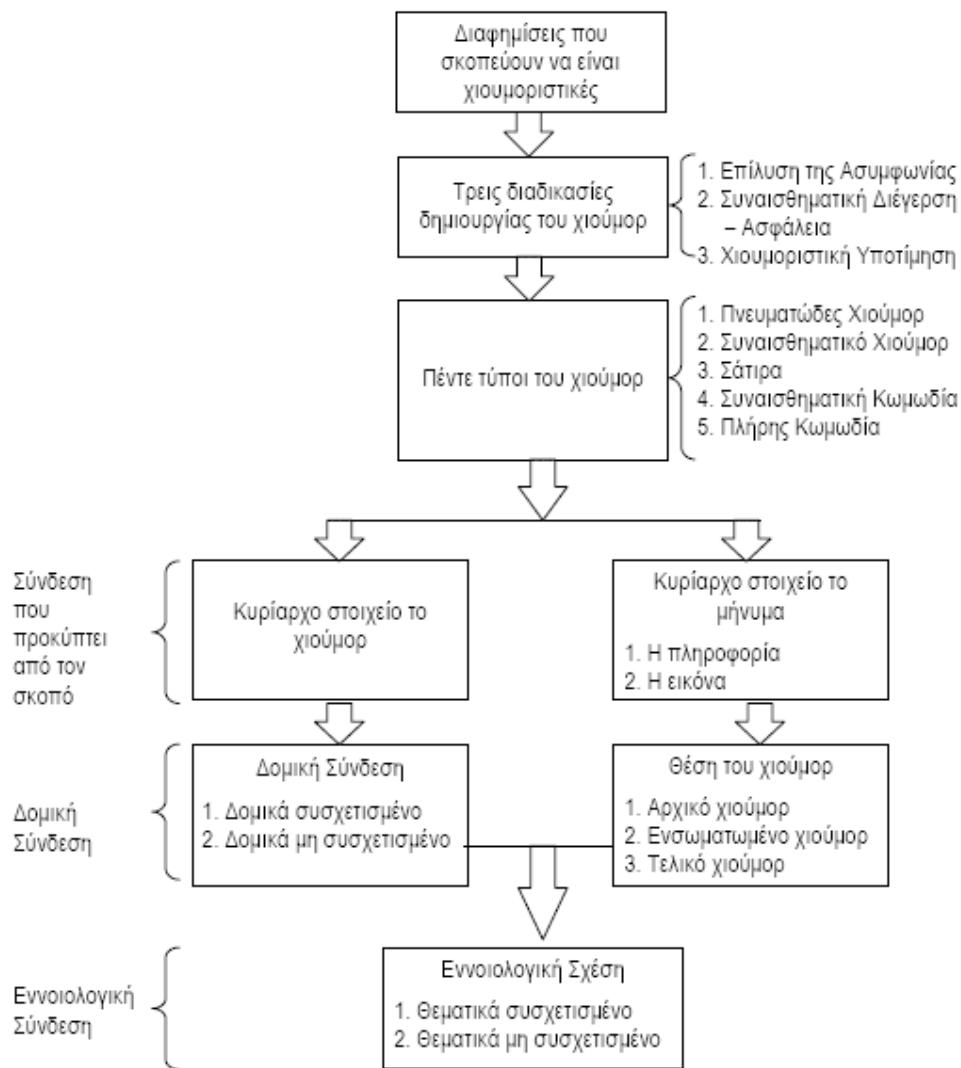 Διαφημίσεις που
σκοπεύουν να είναι
χιουμοριστικές
Τρεις διαδικασίες
δημιουργίας του χιούμορ
1. Επίλυση της Ασυμφωνίας
2. Συναισθηματική Διέγερση
– Ασφάλεια
3. Χιουμοριστική Υποτίμηση
Πέντε τύποι του χιούμορ
1. Πνευματώδες Χιούμορ
2. Συναισθηματικό Χιούμορ
3. Σάτιρα
4. Συναισθηματική Κωμωδία
5. Πλήρης Κωμωδία
Σύνδεση
που
προκύπτει
από τον
σκοπό
Κυρίαρχο στοιχείο το
χιούμορ
Κυρίαρχο στοιχείο το
μήνυμα
1. Η πληροφορία
2. Η εικόνα
Δομική
Σύνδεση
Δομική Σύνδεση
1. Δομικά συσχετισμένο
2. Δομικά μη συσχετισμένο
Θέση του χιούμορ
1. Αρχικό χιούμορ
2. Ενσωματωμένο χιούμορ
3. Τελικό χιούμορ
Εννοιολογική
Σύνδεση
Εννοιολογική Σχέση
1. Θεματικά συσχετισμένο
2. Θεματικά μη συσχετισμένο